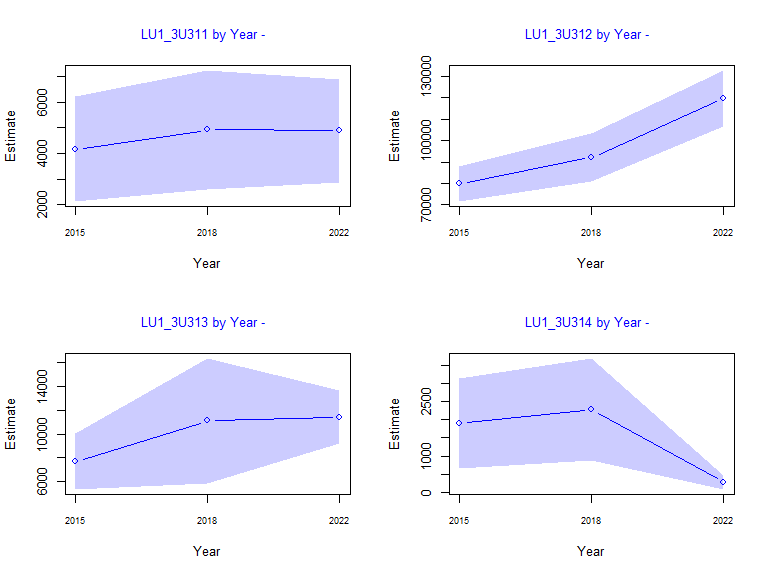 LU1_3U311 by Year -
Estimate
6000
4000
2000
2015
2018
2022
Year
LU1_3U312 by Year -
Estimate
130000
100000
70000
2015
2018
2022
Year
LU1_3U313 by Year -
Estimate
14000
10000
6000
2015
2018
2022
Year
LU1_3U314 by Year -
Estimate
2500
1000
0
2015
2018
2022
Year